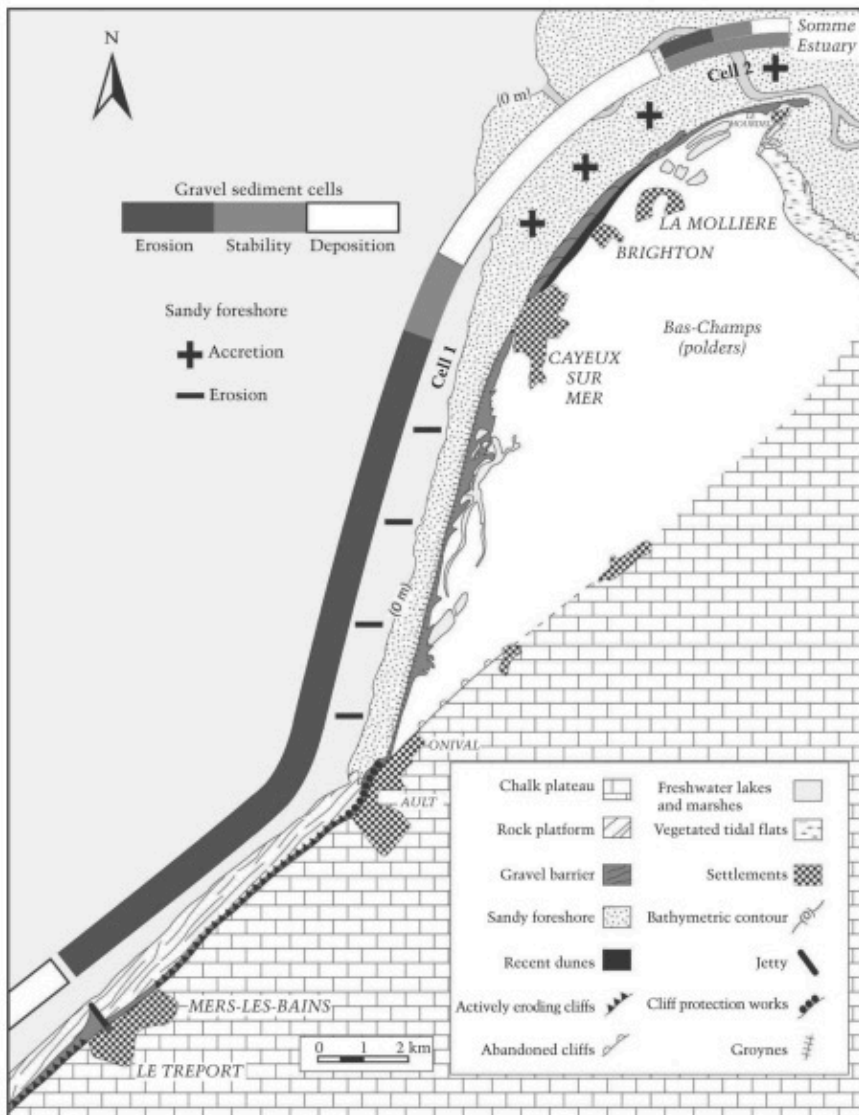 N
Somme
Estuary
Cell 2
(0 m)
LE
HOURDEL
Gravel sediment cells
Erosion
Stability
Deposition
LA MOLLIERE
BRIGHTON
Sandy foreshore
Accretion
Erosion
Bas-Champs
(polders)
CAYEUX
SUR
MER
Cell 1
(0 m)
ONIVAL
AULT
Chalk plateau
Freshwater lakes
and marshes
Rock platform
Vegetated tidal flats
Gravel barrier
Settlements
Sandy foreshore
Bathymetric contour
Recent dunes
Jetty
Actively eroding cliffs
Cliff protection works
Abandoned cliffs
Groynes
MERS-LES-BAINS
0 1 2 km
LE TREPORT